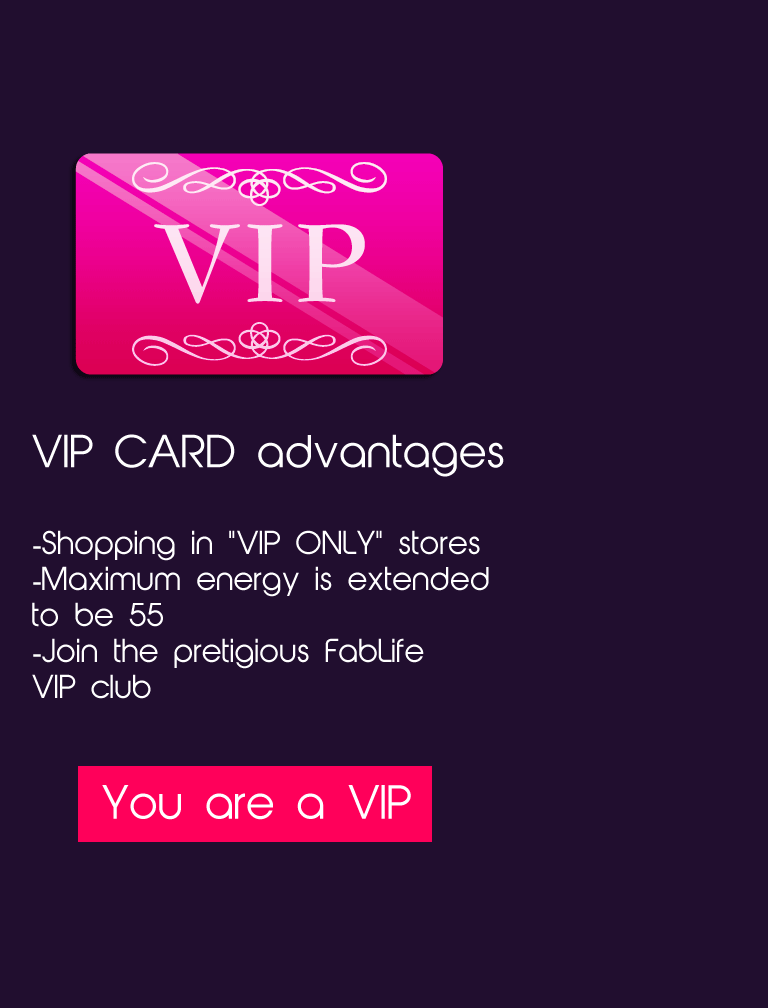 VIP
VIP CARD advantages
-Shopping in "VIP ONLY" stores
-Maximum energy is extended
to be 55
-Join the pretigious FabLife
VIP club
You are a VIP